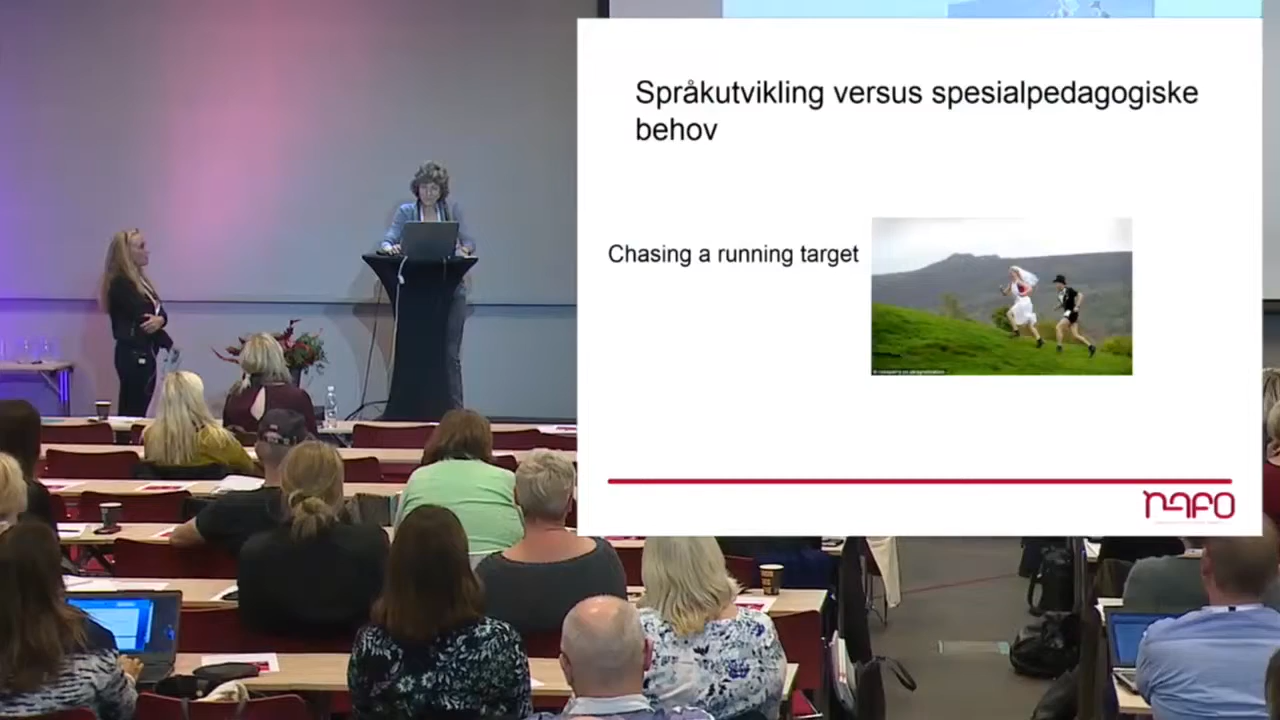 Språkutvikling versus spesialpedagogiske
behov
Chasing a running target
NAFO